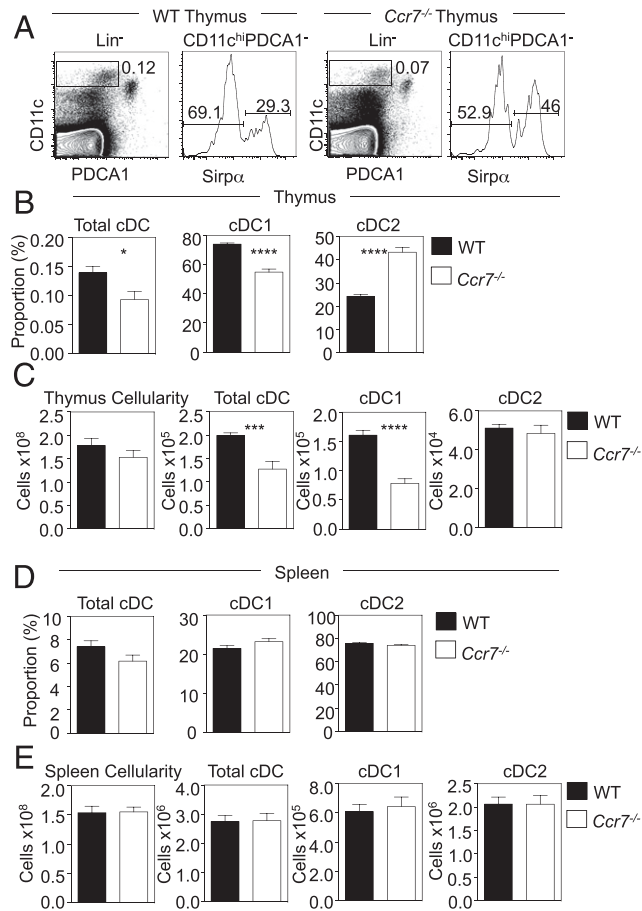 A
WT Thymus
Ccr7-/- Thymus
Lin-
CD11chiPDCA1-
Lin-
CD11chiPDCA1-
0.12
69.1
29.3
0.07
52.9
46
CD11c
CD11c
PDCA1
Sirpα
PDCA1
Sirpα
B
Thymus
Total cDC
cDC1
cDC2
Proportion (%)
0.20
0.15
0.10
0.05
0.00
*
80
60
40
20
0
****
50
40
30
20
10
0
****
WT
Ccr7-/-
C
Thymus Cellularity
Total cDC
cDC1
cDC2
Cells x10^8
2.5
2.0
1.5
1.0
0.5
0.0
Cells x10^5
2.5
2.0
1.5
1.0
0.5
0.0
***
Cells x10^5
2.0
1.5
1.0
0.5
0.0
****
Cells x10^4
6.0
4.0
2.0
0.0
WT
Ccr7-/-
D
Spleen
Total cDC
cDC1
cDC2
Proportion (%)
10
8
6
4
2
0
30
20
10
0
100
80
60
40
20
0
WT
Ccr7-/-
E
Spleen Cellularity
Total cDC
cDC1
cDC2
Cells x10^8
2.0
1.5
1.0
0.5
0.0
Cells x10^6
4.0
3.0
2.0
1.0
0.0
Cells x10^5
8.0
6.0
4.0
2.0
0.0
Cells x10^6
2.5
2.0
1.5
1.0
0.5
0.0
WT
Ccr7-/-